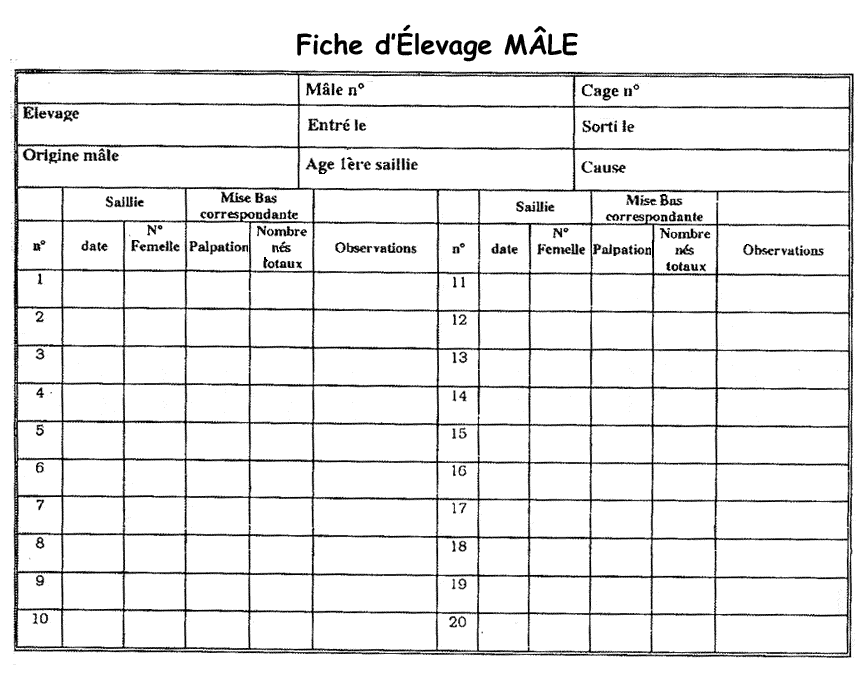 Fiche d'Élevage MÂLE
Mâle n° Cage n°
Elevage Entré le Sorti le
Origine mâle Age 1ère saillie Cause
Saillie Mise Bas correspondante Saillie Mise Bas correspondante
n° date N° Femelle Palpation Nombre nés totaux Observations n° date N° Femelle Palpation Nombre nés totaux Observations
1 11
2 12
3 13
4 14
5 15
6 16
7 17
8 18
9 19
10 20